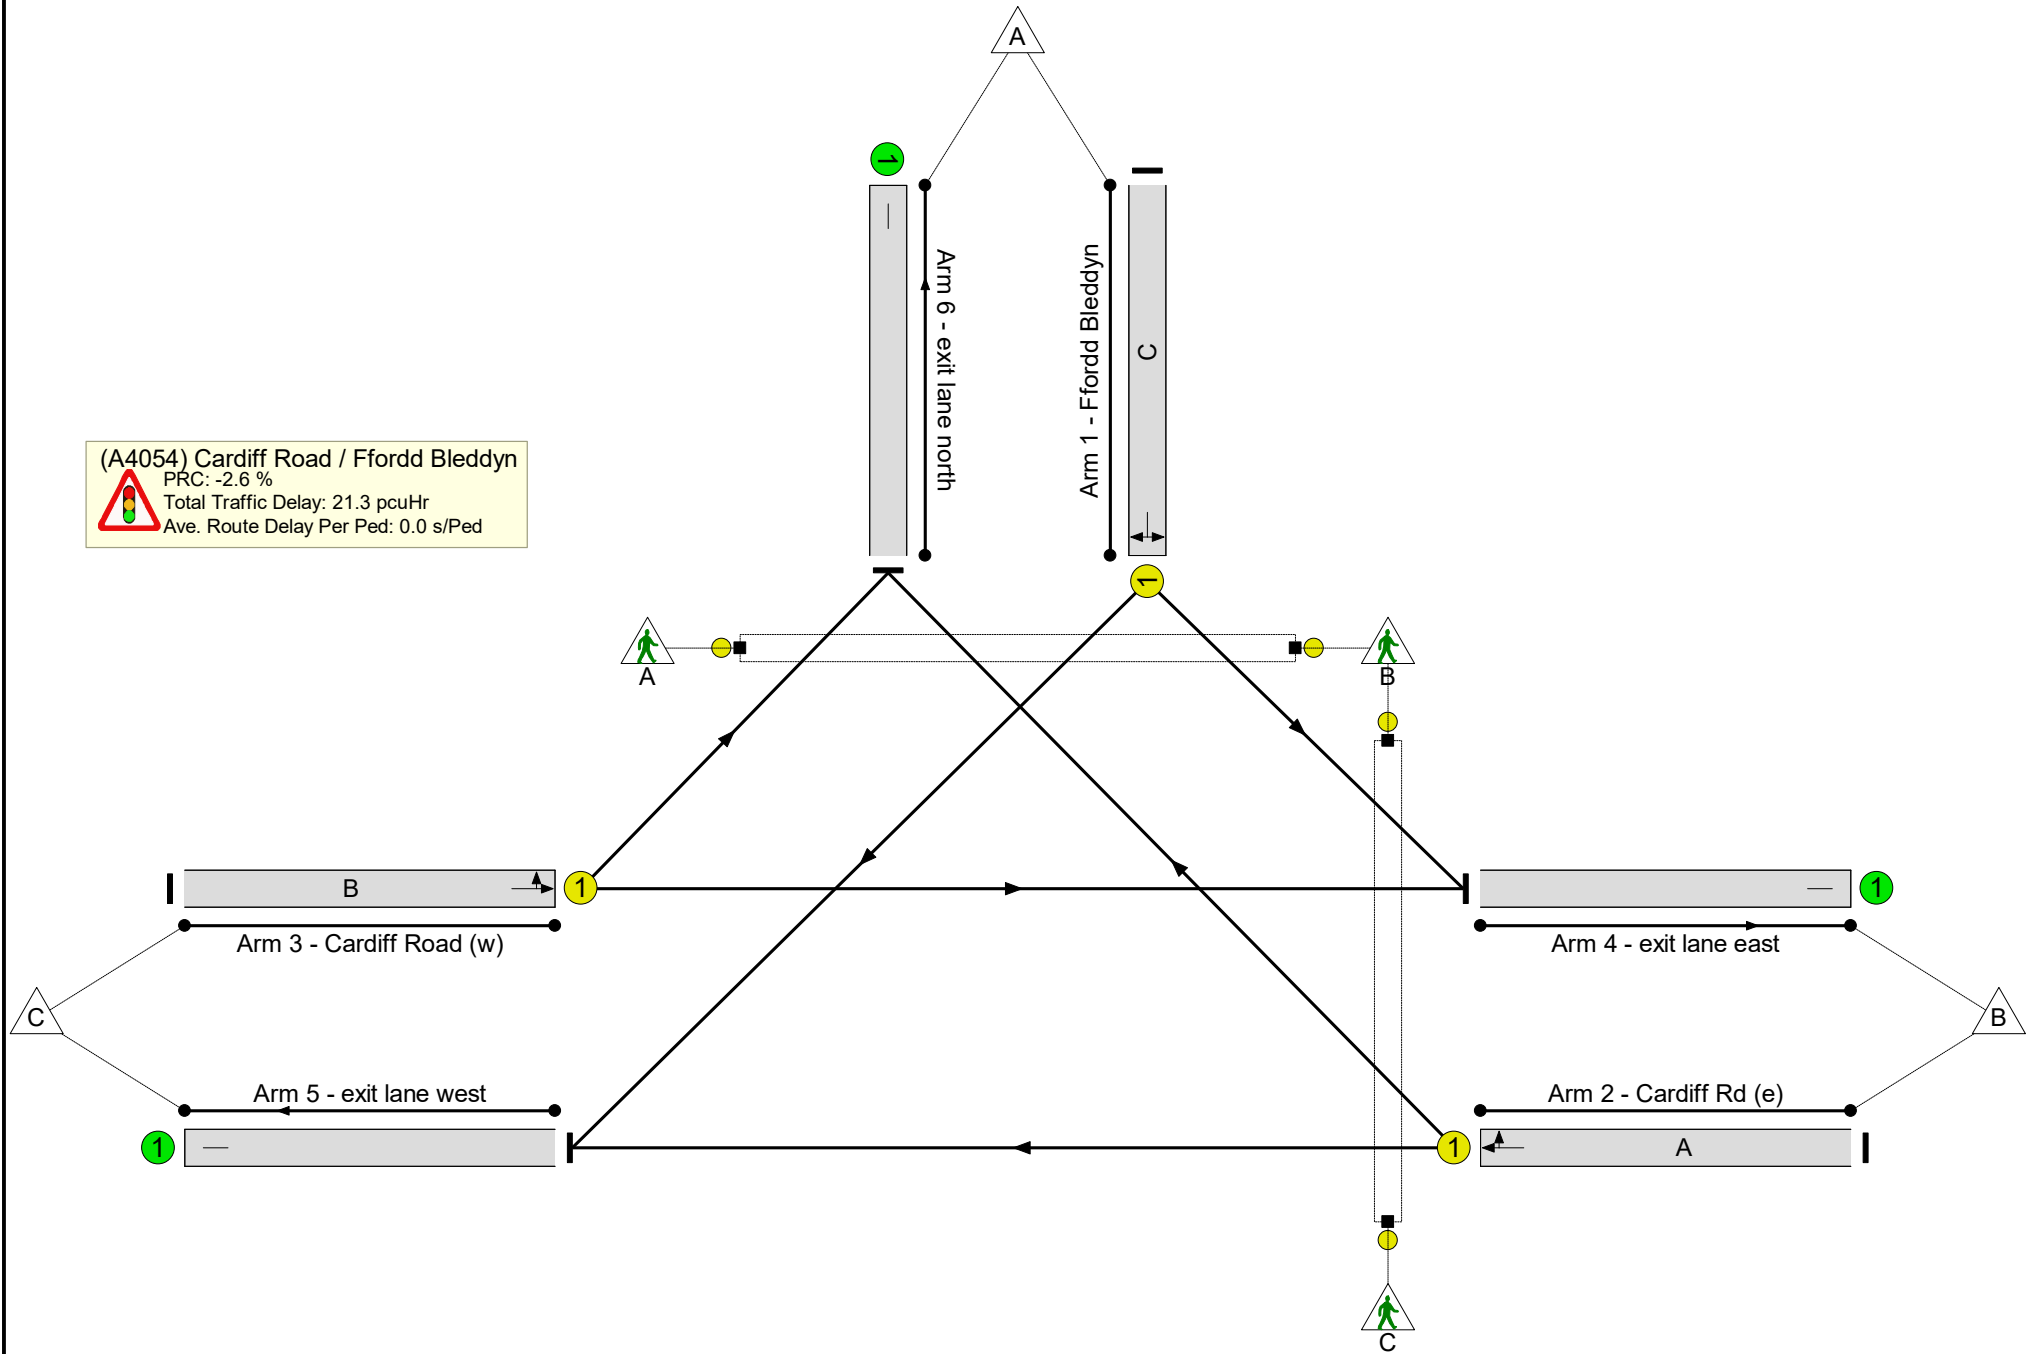 A
1
Arm 6 - exit lane north
Arm 1 - Ffordd Bleddyn
C
(A4054) Cardiff Road / Ffordd Bleddyn
PRC: -2.6 %
Total Traffic Delay: 21.3 pcuHr
Ave. Route Delay Per Ped: 0.0 s/Ped
1
A
B
B
1
1
Arm 3 - Cardiff Road (w)
Arm 4 - exit lane east
C
B
Arm 5 - exit lane west
Arm 2 - Cardiff Rd (e)
1
1
A
C